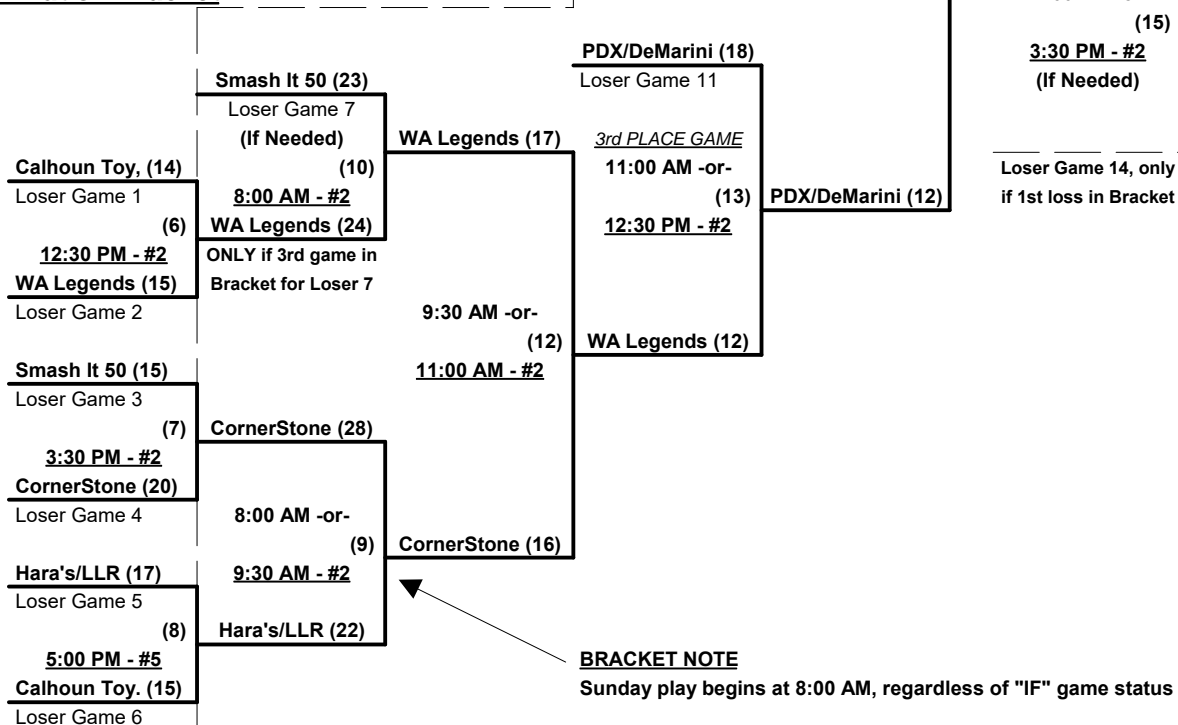 (15)
3:30 PM - #2
(If Needed)
Loser Game 14, only
if 1st loss in Bracket
PDX/DeMarini (18)
Loser Game 11
3rd PLACE GAME
11:00 AM -or-
(13)
12:30 PM - #2
PDX/DeMarini (12)
Smash It 50 (23)
Loser Game 7
(If Needed)
(10)
8:00 AM - #2
WA Legends (24)
ONLY if 3rd game in
Bracket for Loser 7
WA Legends (17)
Calhoun Toy, (14)
Loser Game 1
(6)
12:30 PM - #2
WA Legends (15)
Loser Game 2
9:30 AM -or-
(12)
11:00 AM - #2
WA Legends (12)
Smash It 50 (15)
Loser Game 3
(7)
3:30 PM - #2
CornerStone (20)
Loser Game 4
CornerStone (28)
8:00 AM -or-
(9)
9:30 AM - #2
CornerStone (16)
Hara's/LLR (17)
Loser Game 5
(8)
5:00 PM - #5
Calhoun Toy. (15)
Loser Game 6
Hara's/LLR (22)
BRACKET NOTE
Sunday play begins at 8:00 AM, regardless of "IF" game status